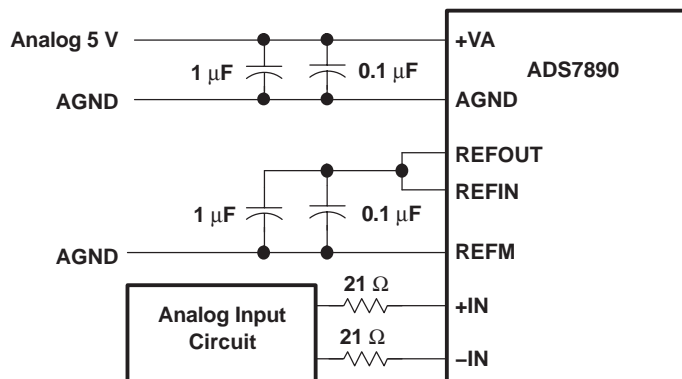 Analog 5 V
+VA
1 μF
0.1 μF
ADS7890
AGND
AGND
REFOUT
REFIN
1 μF
0.1 μF
AGND
REFM
21 Ω
Analog Input
Circuit
+IN
21 Ω
–IN